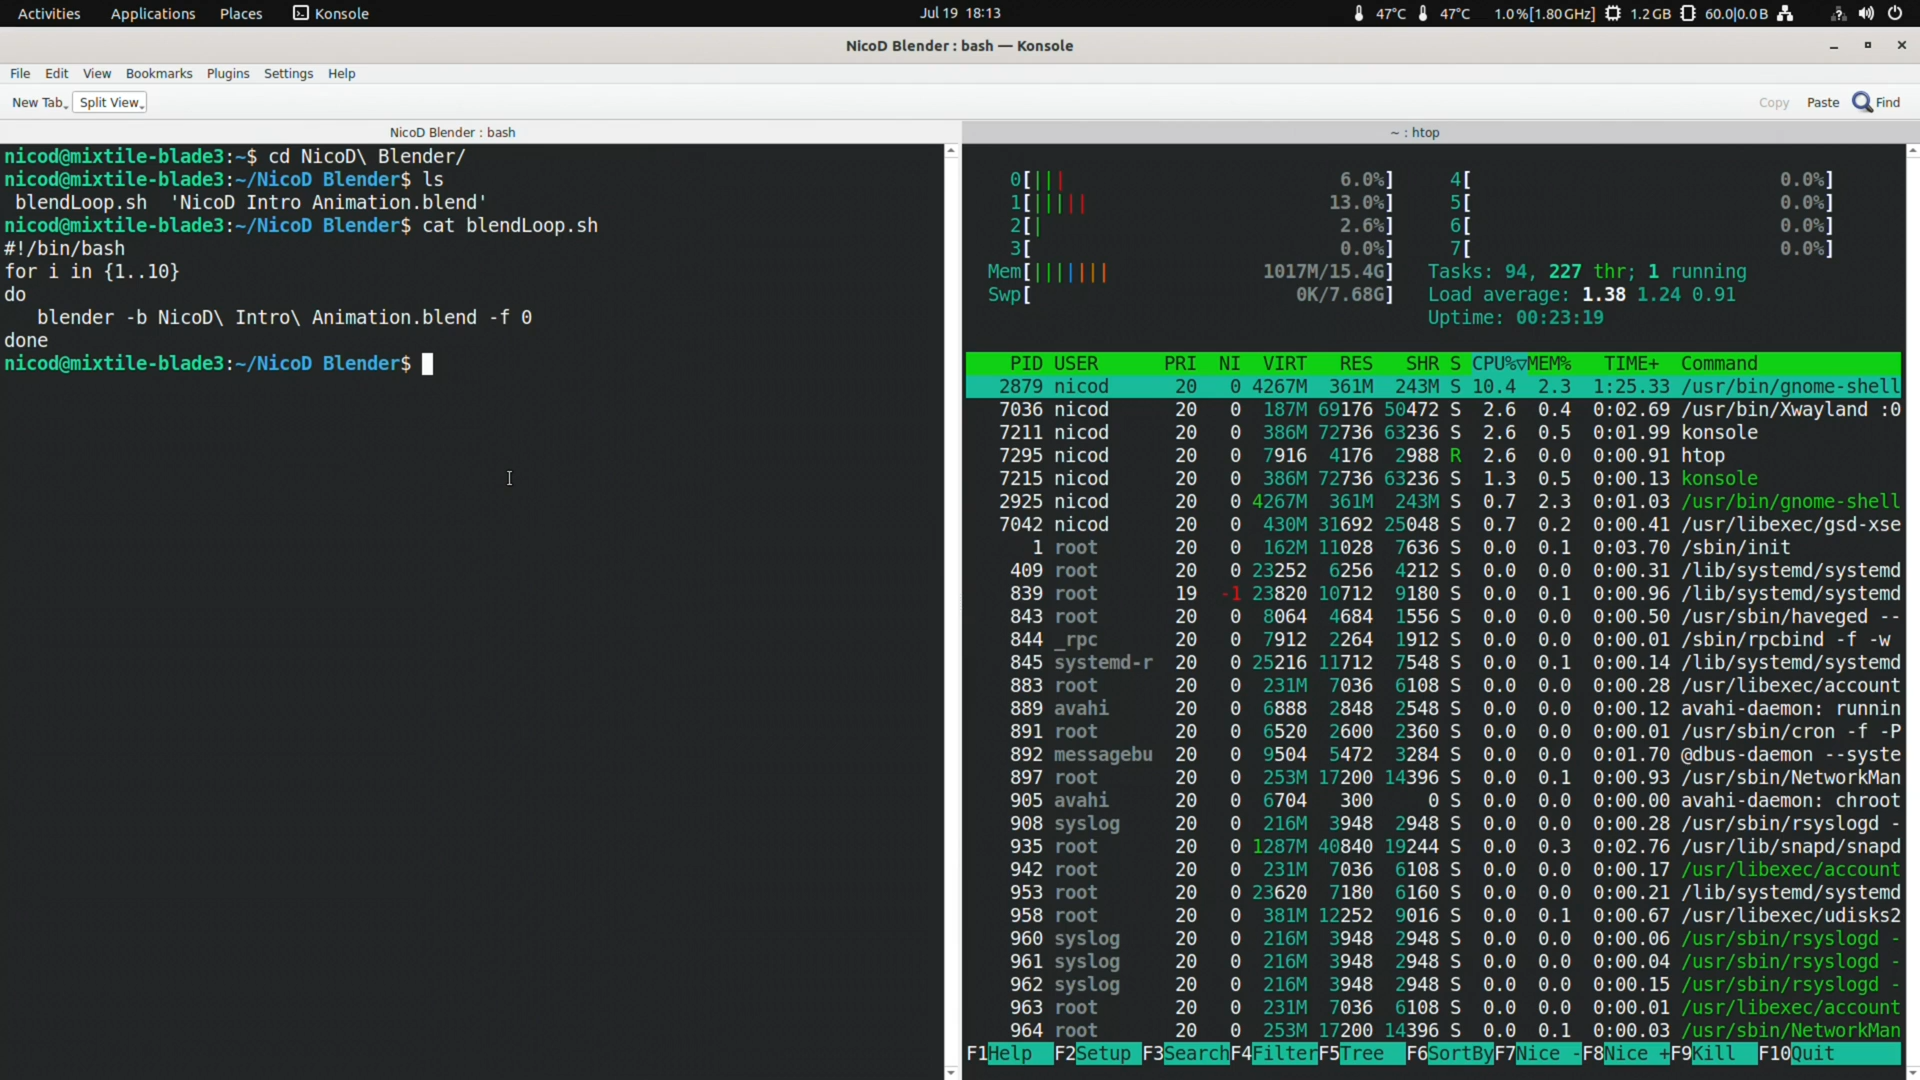 Activities Applications Places Konsole Jul 19 18:13 47°C 47°C 1.0%[1.80GHz] 1.2GB 60.0|0.0B
NicoD Blender : bash — Konsole
File Edit View Bookmarks Plugins Settings Help
New Tab Split View Copy Paste Find
NicoD Blender : bash
nicod@mixtile-blade3:~$ cd NicoD\ Blender/
nicod@mixtile-blade3:~/NicoD Blender$ ls
blendLoop.sh 'NicoD Intro Animation.blend'
nicod@mixtile-blade3:~/NicoD Blender$ cat blendLoop.sh
#!/bin/bash
for i in {1..10}
do
blender -b NicoD\ Intro\ Animation.blend -f 0
done
nicod@mixtile-blade3:~/NicoD Blender$
~ : htop
0[||| 6.0%] 4[ 0.0%]
1[||||| 13.0%] 5[ 0.0%]
2[| 2.6%] 6[ 0.0%]
3[ 0.0%] 7[ 0.0%]
Mem[||||||| 1017M/15.4G] Tasks: 94, 227 thr; 1 running
Swp[ 0K/7.68G] Load average: 1.38 1.24 0.91
Uptime: 00:23:19
PID USER PRI NI VIRT RES SHR S CPU%▽MEM% TIME+ Command
2879 nicod 20 0 4267M 361M 243M S 10.4 2.3 1:25.33 /usr/bin/gnome-shell
7036 nicod 20 0 187M 69176 50472 S 2.6 0.4 0:02.69 /usr/bin/Xwayland :0
7211 nicod 20 0 386M 72736 63236 S 2.6 0.5 0:01.99 konsole
7295 nicod 20 0 7916 4176 2988 R 2.6 0.0 0:00.91 htop
7215 nicod 20 0 386M 72736 63236 S 1.3 0.5 0:00.13 konsole
2925 nicod 20 0 4267M 361M 243M S 0.7 2.3 0:01.03 /usr/bin/gnome-shell
7042 nicod 20 0 430M 31692 25048 S 0.7 0.2 0:00.41 /usr/libexec/gsd-xse
1 root 20 0 162M 11028 7636 S 0.0 0.1 0:03.70 /sbin/init
409 root 20 0 23252 6256 4212 S 0.0 0.0 0:00.31 /lib/systemd/systemd
839 root 19 -1 23820 10712 9180 S 0.0 0.1 0:00.96 /lib/systemd/systemd
843 root 20 0 8064 4684 1556 S 0.0 0.0 0:00.50 /usr/sbin/haveged --
844 _rpc 20 0 7912 2264 1912 S 0.0 0.0 0:00.01 /sbin/rpcbind -f -w
845 systemd-r 20 0 25216 11712 7548 S 0.0 0.1 0:00.14 /lib/systemd/systemd
883 root 20 0 231M 7036 6108 S 0.0 0.0 0:00.28 /usr/libexec/account
889 avahi 20 0 6888 2848 2548 S 0.0 0.0 0:00.12 avahi-daemon: runnin
891 root 20 0 6520 2600 2360 S 0.0 0.0 0:00.01 /usr/sbin/cron -f -P
892 messagebu 20 0 9504 5472 3284 S 0.0 0.0 0:01.70 @dbus-daemon --syste
897 root 20 0 253M 17200 14396 S 0.0 0.1 0:00.93 /usr/sbin/NetworkMan
905 avahi 20 0 6704 300 0 S 0.0 0.0 0:00.00 avahi-daemon: chroot
908 syslog 20 0 216M 3948 2948 S 0.0 0.0 0:00.28 /usr/sbin/rsyslogd -
935 root 20 0 1287M 40840 19244 S 0.0 0.3 0:02.76 /usr/lib/snapd/snapd
942 root 20 0 231M 7036 6108 S 0.0 0.0 0:00.17 /usr/libexec/account
953 root 20 0 23620 7180 6160 S 0.0 0.0 0:00.21 /lib/systemd/systemd
958 root 20 0 381M 12252 9016 S 0.0 0.1 0:00.67 /usr/libexec/udisks2
960 syslog 20 0 216M 3948 2948 S 0.0 0.0 0:00.06 /usr/sbin/rsyslogd -
961 syslog 20 0 216M 3948 2948 S 0.0 0.0 0:00.04 /usr/sbin/rsyslogd -
962 syslog 20 0 216M 3948 2948 S 0.0 0.0 0:00.15 /usr/sbin/rsyslogd -
963 root 20 0 231M 7036 6108 S 0.0 0.0 0:00.01 /usr/libexec/account
964 root 20 0 253M 17200 14396 S 0.0 0.1 0:00.03 /usr/sbin/NetworkMan
F1Help F2Setup F3SearchF4FilterF5Tree F6SortByF7Nice -F8Nice +F9Kill F10Quit